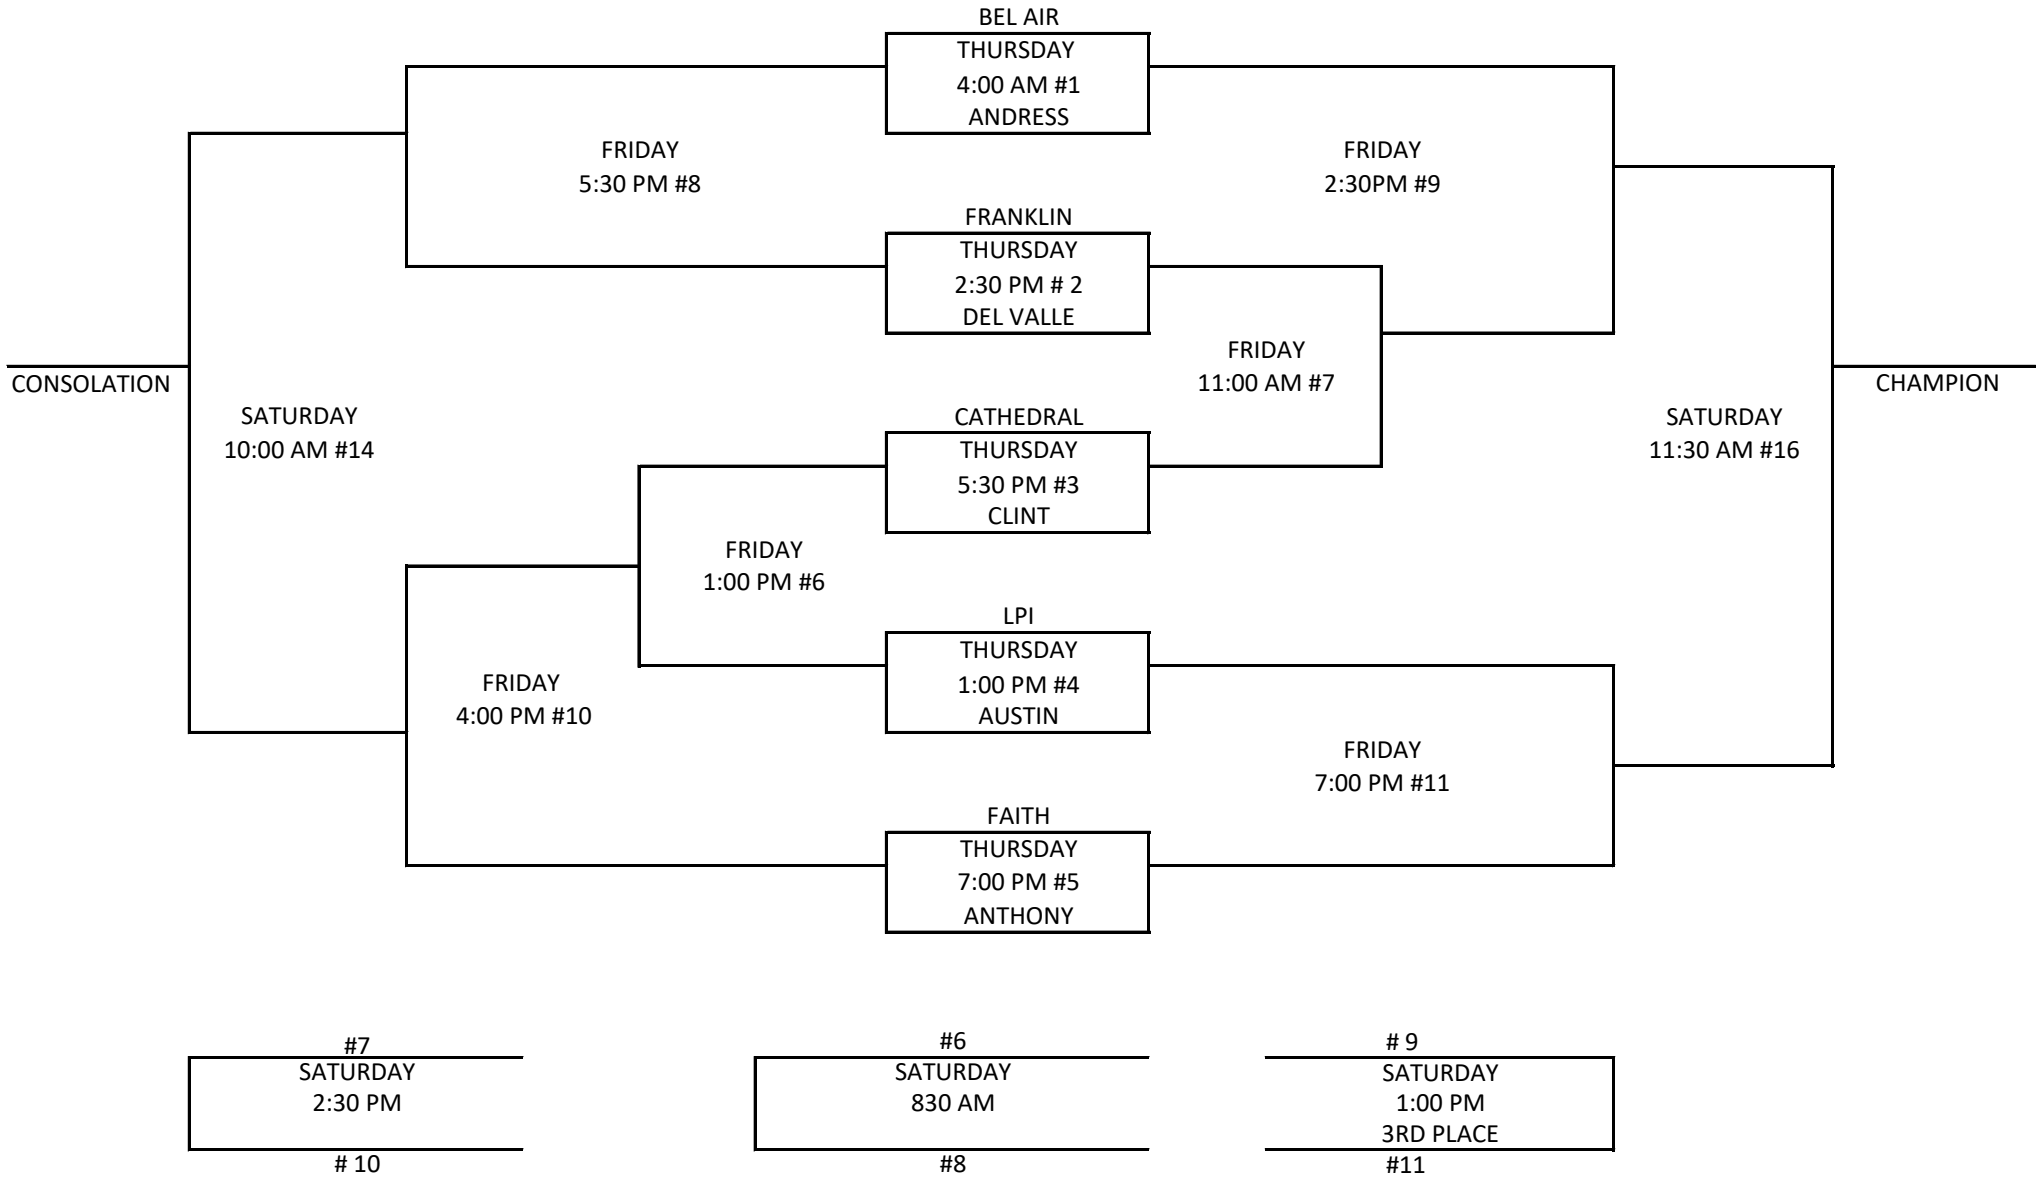 BEL AIR
THURSDAY
4:00 AM #1
ANDRESS
FRIDAY
5:30 PM #8
FRIDAY
2:30PM #9
FRANKLIN
THURSDAY
2:30 PM # 2
DEL VALLE
FRIDAY
11:00 AM #7
CONSOLATION
CHAMPION
SATURDAY
10:00 AM #14
CATHEDRAL
THURSDAY
5:30 PM #3
CLINT
SATURDAY
11:30 AM #16
FRIDAY
1:00 PM #6
LPI
THURSDAY
1:00 PM #4
AUSTIN
FRIDAY
4:00 PM #10
FRIDAY
7:00 PM #11
FAITH
THURSDAY
7:00 PM #5
ANTHONY
#7
SATURDAY
2:30 PM
# 10
#6
SATURDAY
830 AM
#8
# 9
SATURDAY
1:00 PM
3RD PLACE
#11